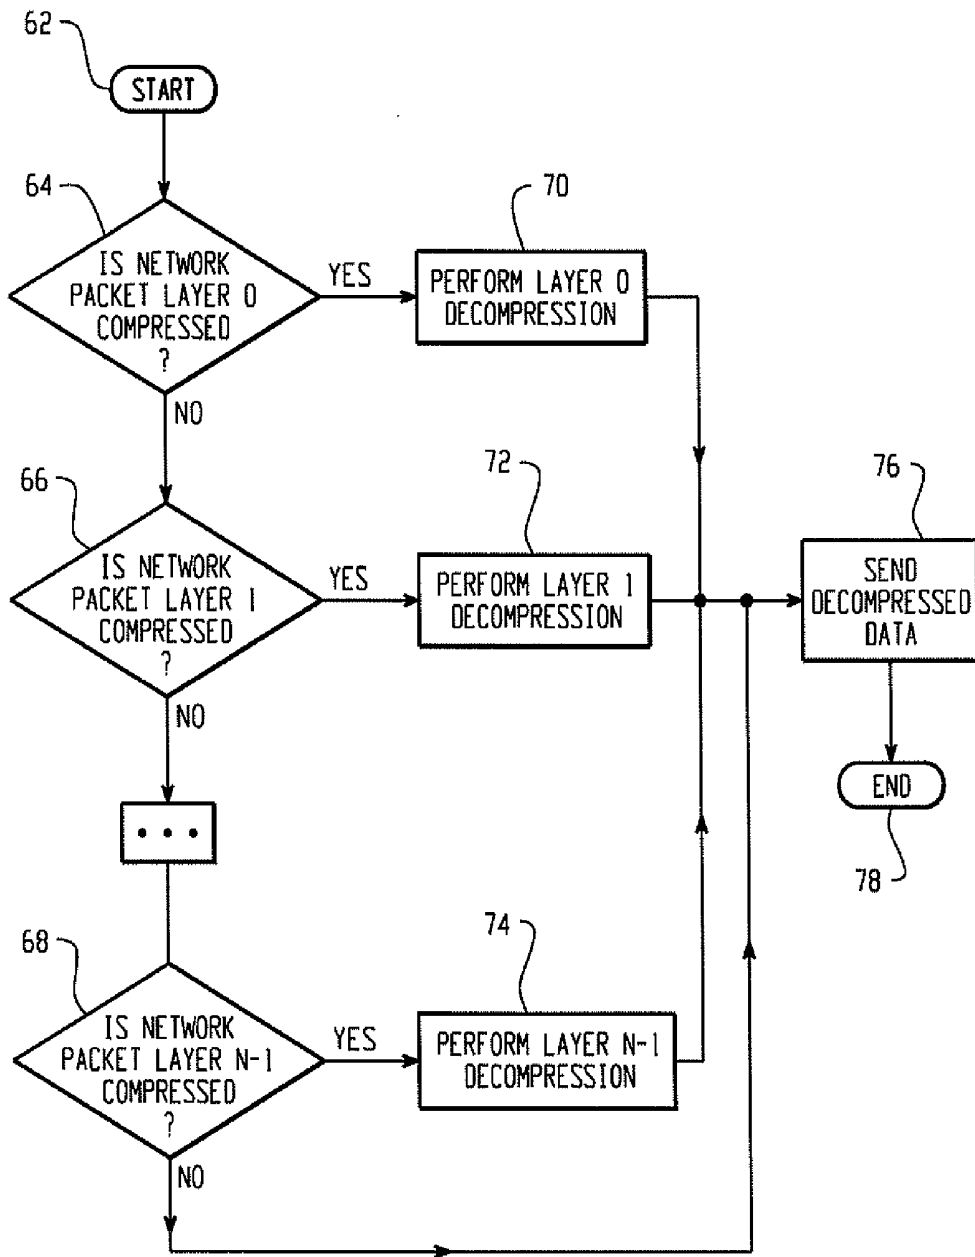 62
START
64
IS NETWORK
PACKET LAYER 0
COMPRESSED
?
YES
NO
70
PERFORM LAYER 0
DECOMPRESSION
66
IS NETWORK
PACKET LAYER 1
COMPRESSED
?
YES
NO
72
PERFORM LAYER 1
DECOMPRESSION
76
SEND
DECOMPRESSED
DATA
END
78
• • •
68
IS NETWORK
PACKET LAYER N-1
COMPRESSED
?
YES
NO
74
PERFORM LAYER N-1
DECOMPRESSION